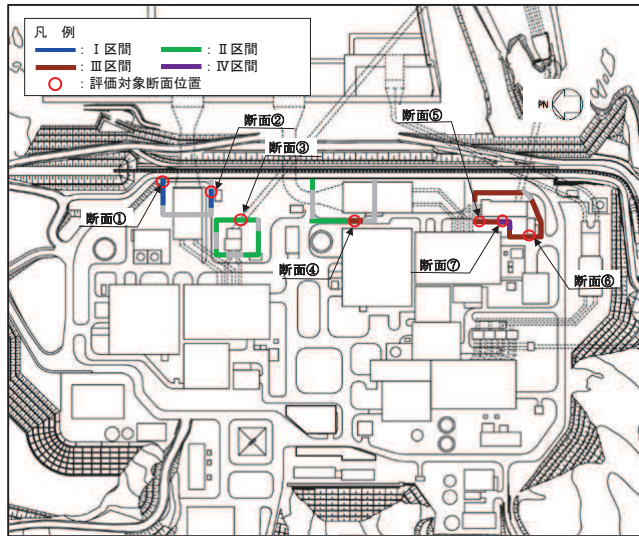 凡 例
: Ⅰ区間
: Ⅱ区間
: Ⅲ区間
: Ⅳ区間
: 評価対象断面位置
PN
断面②
断面⑤
断面③
断面①
断面④
断面⑦
断面⑥